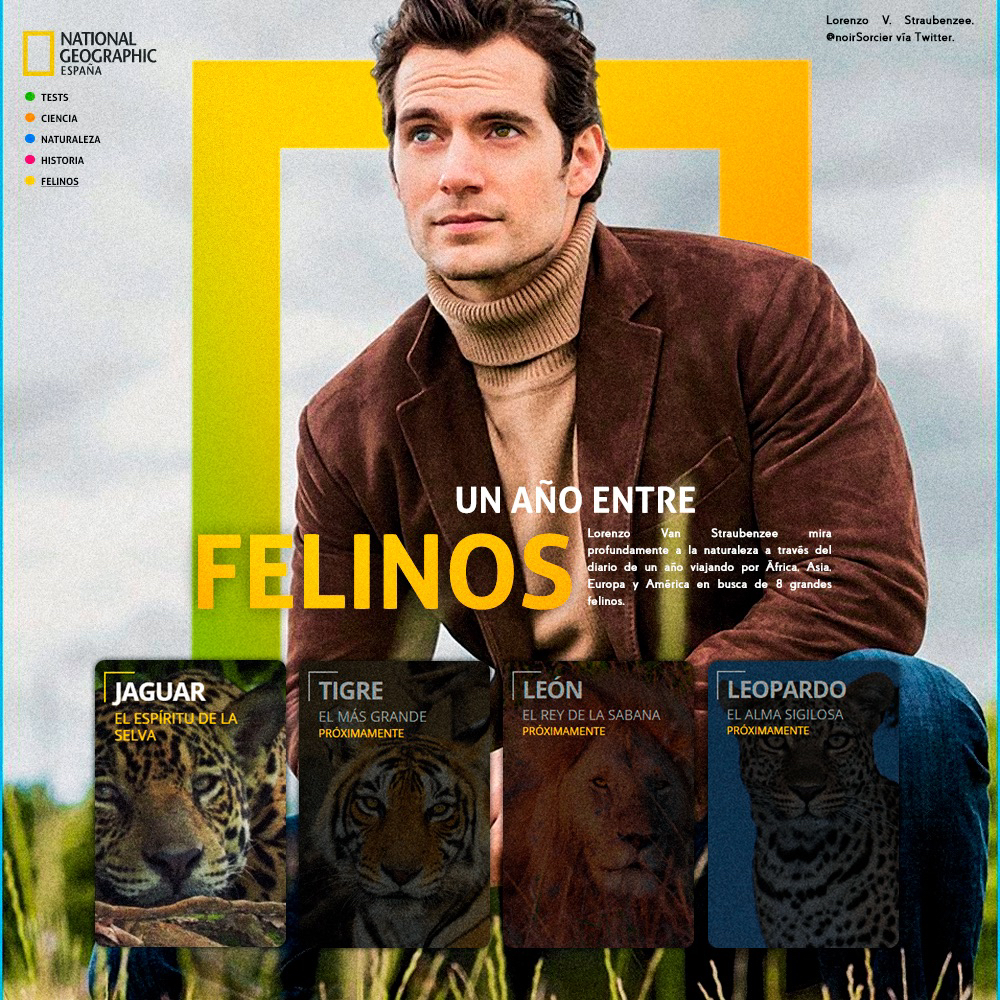 Lorenzo V. Straubenzee.
@noirSorcier vía Twitter.
NATIONAL
GEOGRAPHIC
ESPAÑA
TESTS
CIENCIA
NATURALEZA
HISTORIA
FELINOS
UN AÑO ENTRE
FELINOS
Lorenzo Van Straubenzee mira
profundamente a la naturaleza a través del
diario de un año viajando por África. Asia.
Europa y América en busca de 8 grandes
felinos.
JAGUAR
EL ESPÍRITU DE LA
SELVA
TIGRE
EL MÁS GRANDE
PRÓXIMAMENTE
LEÓN
EL REY DE LA SABANA
PRÓXIMAMENTE
LEOPARDO
EL ALMA SIGILOSA
PRÓXIMAMENTE